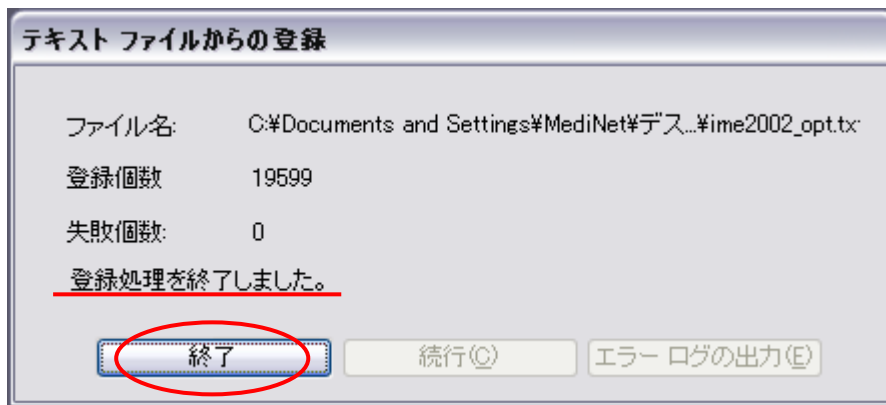 テキスト ファイルからの登録
ファイル名: C:¥Documents and Settings¥MediNet¥デス...¥ime2002_opt.tx
登録個数 19599
失敗個数: 0
登録処理を終了しました。
終了 続行(C) エラー ログの出力(E)